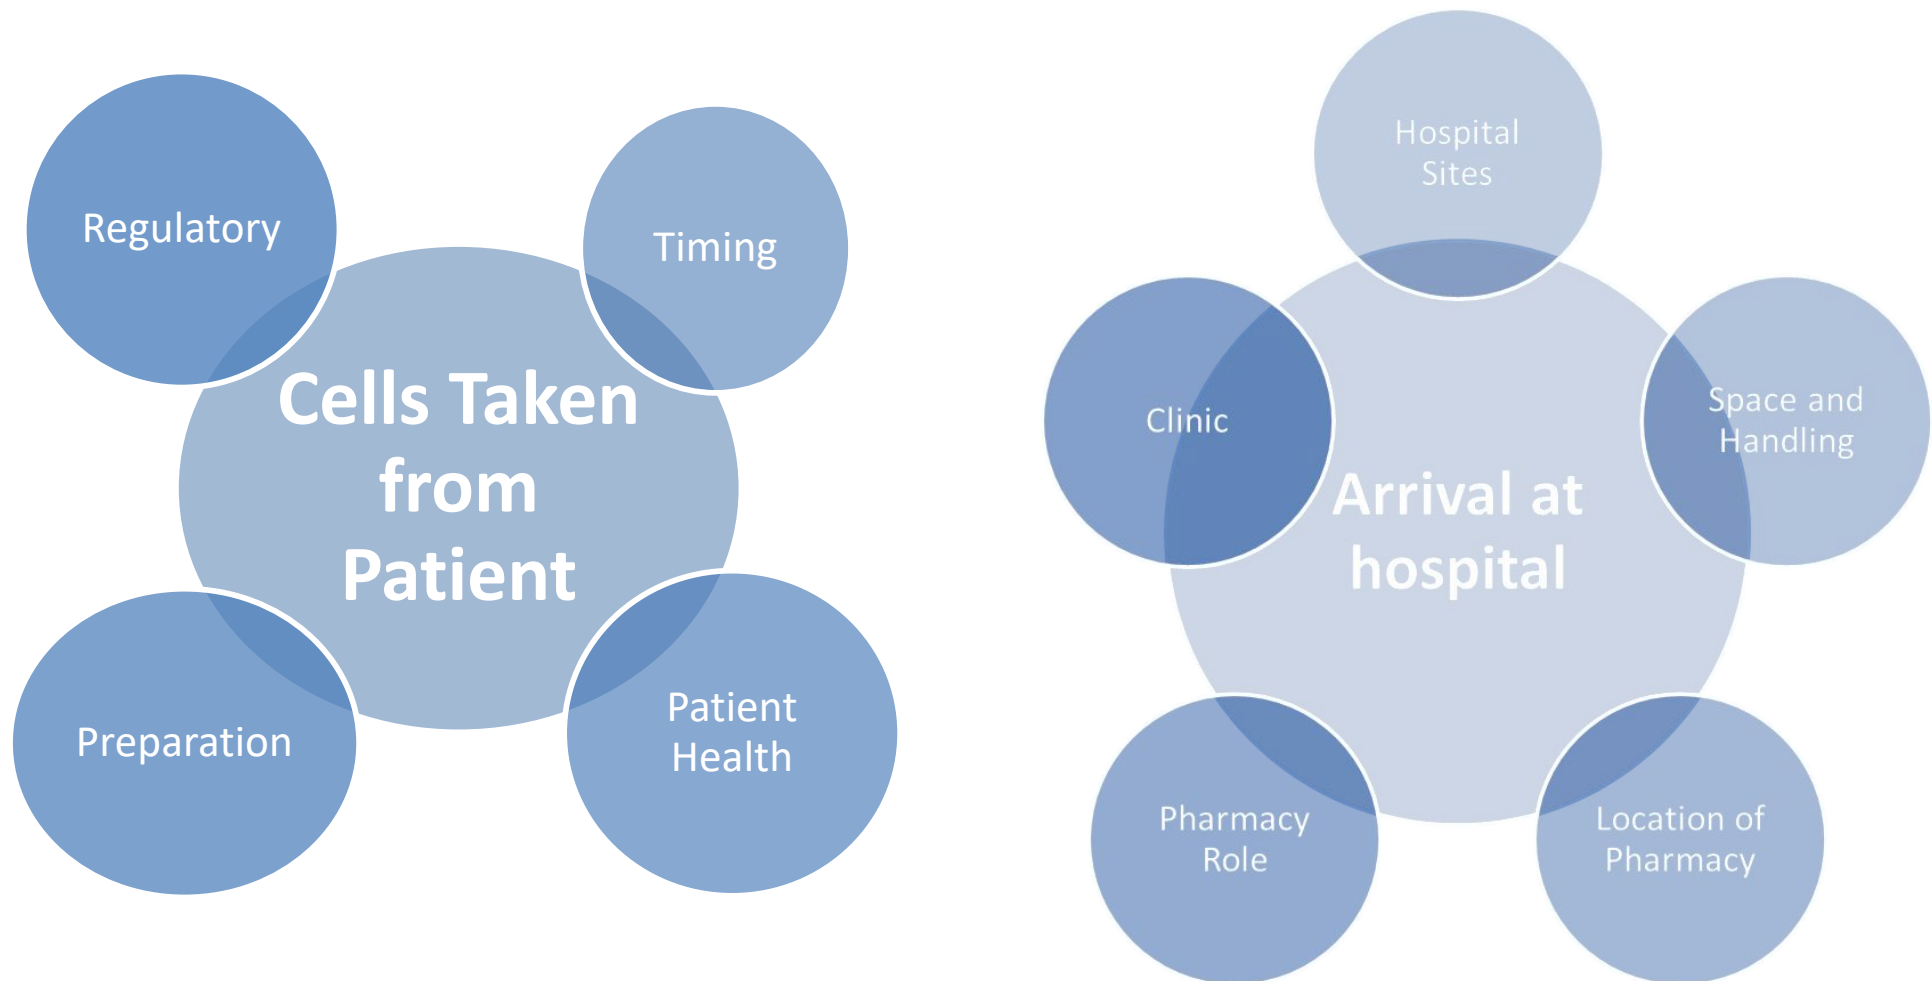 Regulatory
Timing
Cells Taken
from
Patient
Preparation
Patient
Health
Hospital
Sites
Clinic
Space and
Handling
Arrival at
hospital
Pharmacy
Role
Location of
Pharmacy